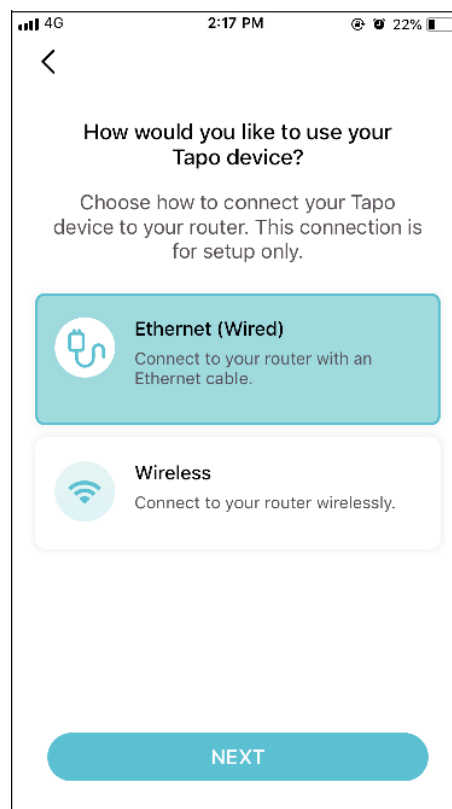 4G 2:17 PM 22%
How would you like to use your
Tapo device?
Choose how to connect your Tapo
device to your router. This connection is
for setup only.
Ethernet (Wired)
Connect to your router with an
Ethernet cable.
Wireless
Connect to your router wirelessly.
NEXT